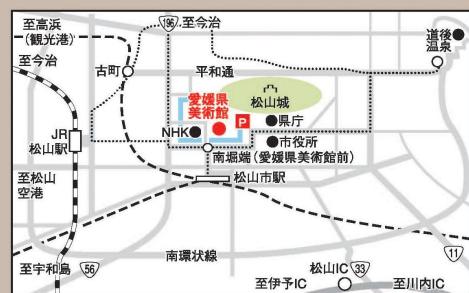 至高浜
（観光港）
196
至今治
道後
温泉
至今治
古町
平和通
愛媛県
美術館
松山城
P
県庁
NHK
市役所
JR
松山駅
南堀端（愛媛県美術館前）
至松山
空港
松山市駅
南環状線
11
至宇和島
56
松山IC
33
至伊予IC
至川内IC